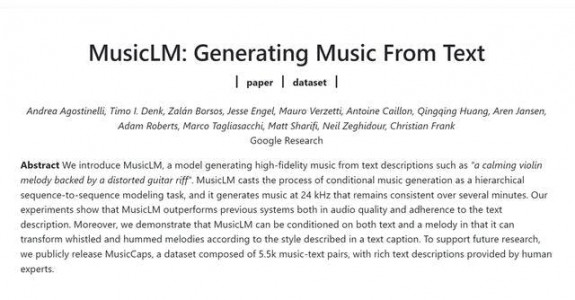 MusicLM: Generating Music From Text
| paper | dataset |
Andrea Agostinelli, Timo I. Denk, Zalán Borsos, Jesse Engel, Mauro Verzetti, Antoine Caillon, Qingqing Huang, Aren Jansen,
Adam Roberts, Marco Tagliasacchi, Matt Sharifi, Neil Zeghidour, Christian Frank
Google Research
Abstract We introduce MusicLM, a model generating high-fidelity music from text descriptions such as "a calming violin
melody backed by a distorted guitar riff". MusicLM casts the process of conditional music generation as a hierarchical
sequence-to-sequence modeling task, and it generates music at 24 kHz that remains consistent over several minutes. Our
experiments show that MusicLM outperforms previous systems both in audio quality and adherence to the text
description. Moreover, we demonstrate that MusicLM can be conditioned on both text and a melody in that it can
transform whistled and hummed melodies according to the style described in a text caption. To support future research,
we publicly release MusicCaps, a dataset composed of 5.5k music-text pairs, with rich text descriptions provided by human
experts.